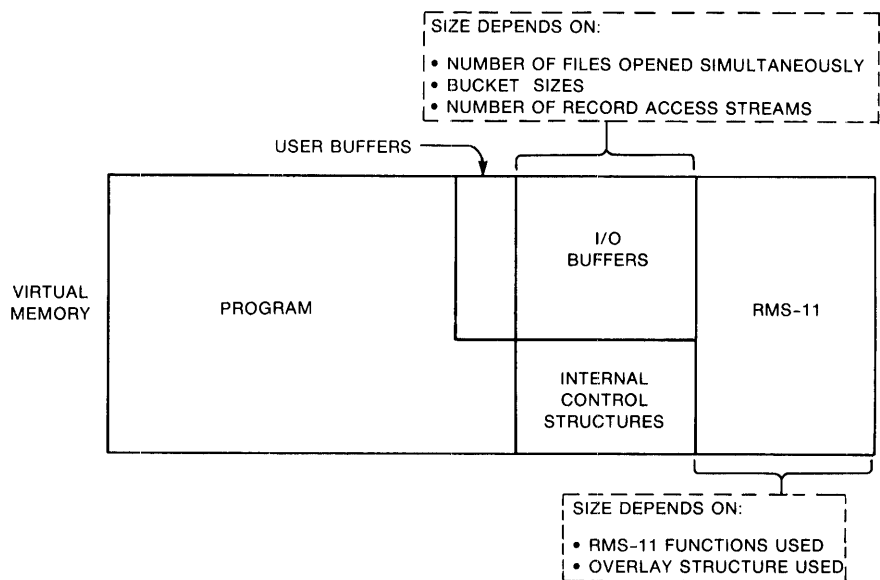 SIZE DEPENDS ON:
• NUMBER OF FILES OPENED SIMULTANEOUSLY
• BUCKET SIZES
• NUMBER OF RECORD ACCESS STREAMS
USER BUFFERS
I/O
BUFFERS
VIRTUAL
MEMORY
PROGRAM
RMS-11
INTERNAL
CONTROL
STRUCTURES
SIZE DEPENDS ON:
• RMS-11 FUNCTIONS USED
• OVERLAY STRUCTURE USED